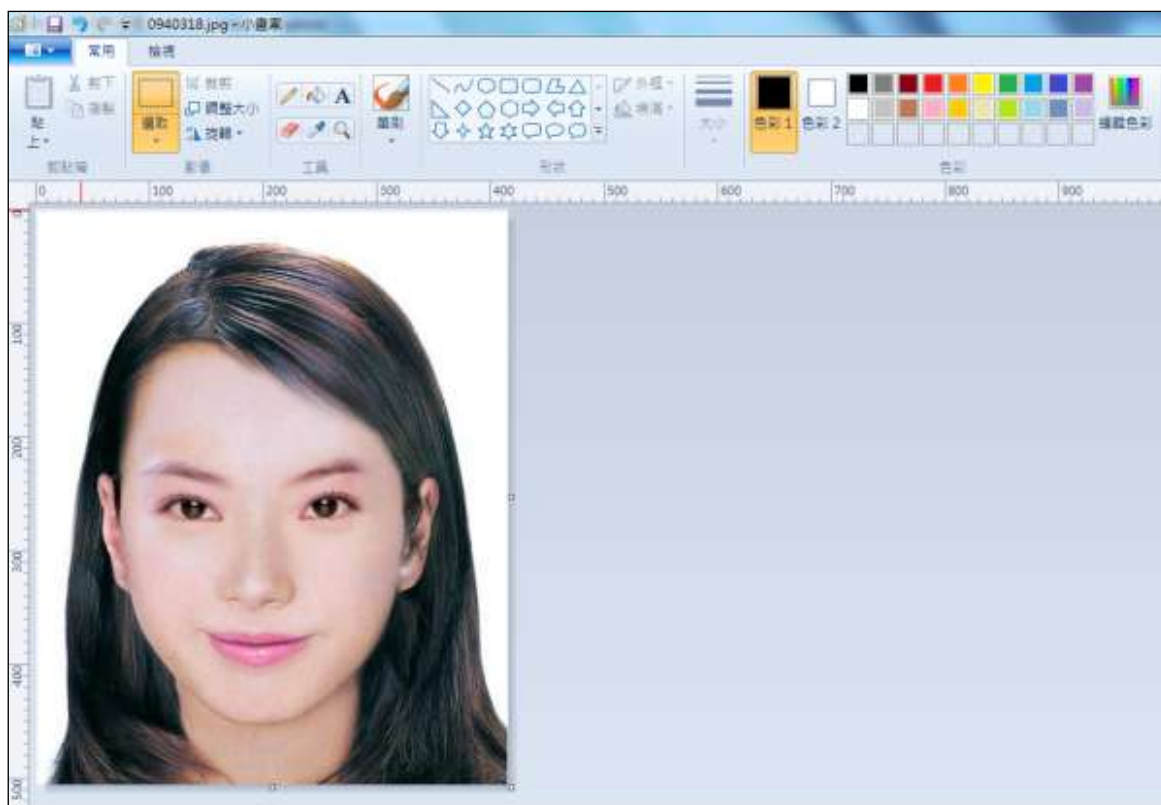 0940318.jpg - 小畫家
常用 檢視
貼上 剪下 複製
選取 裁剪 調整大小 旋轉
A
筆刷
外框 填滿
大小
色彩 1 色彩 2
編輯色彩
剪貼簿 影像 工具 形狀 色彩
0 100 200 300 400 500 600 700 800 900
0
100
200
300
400
500